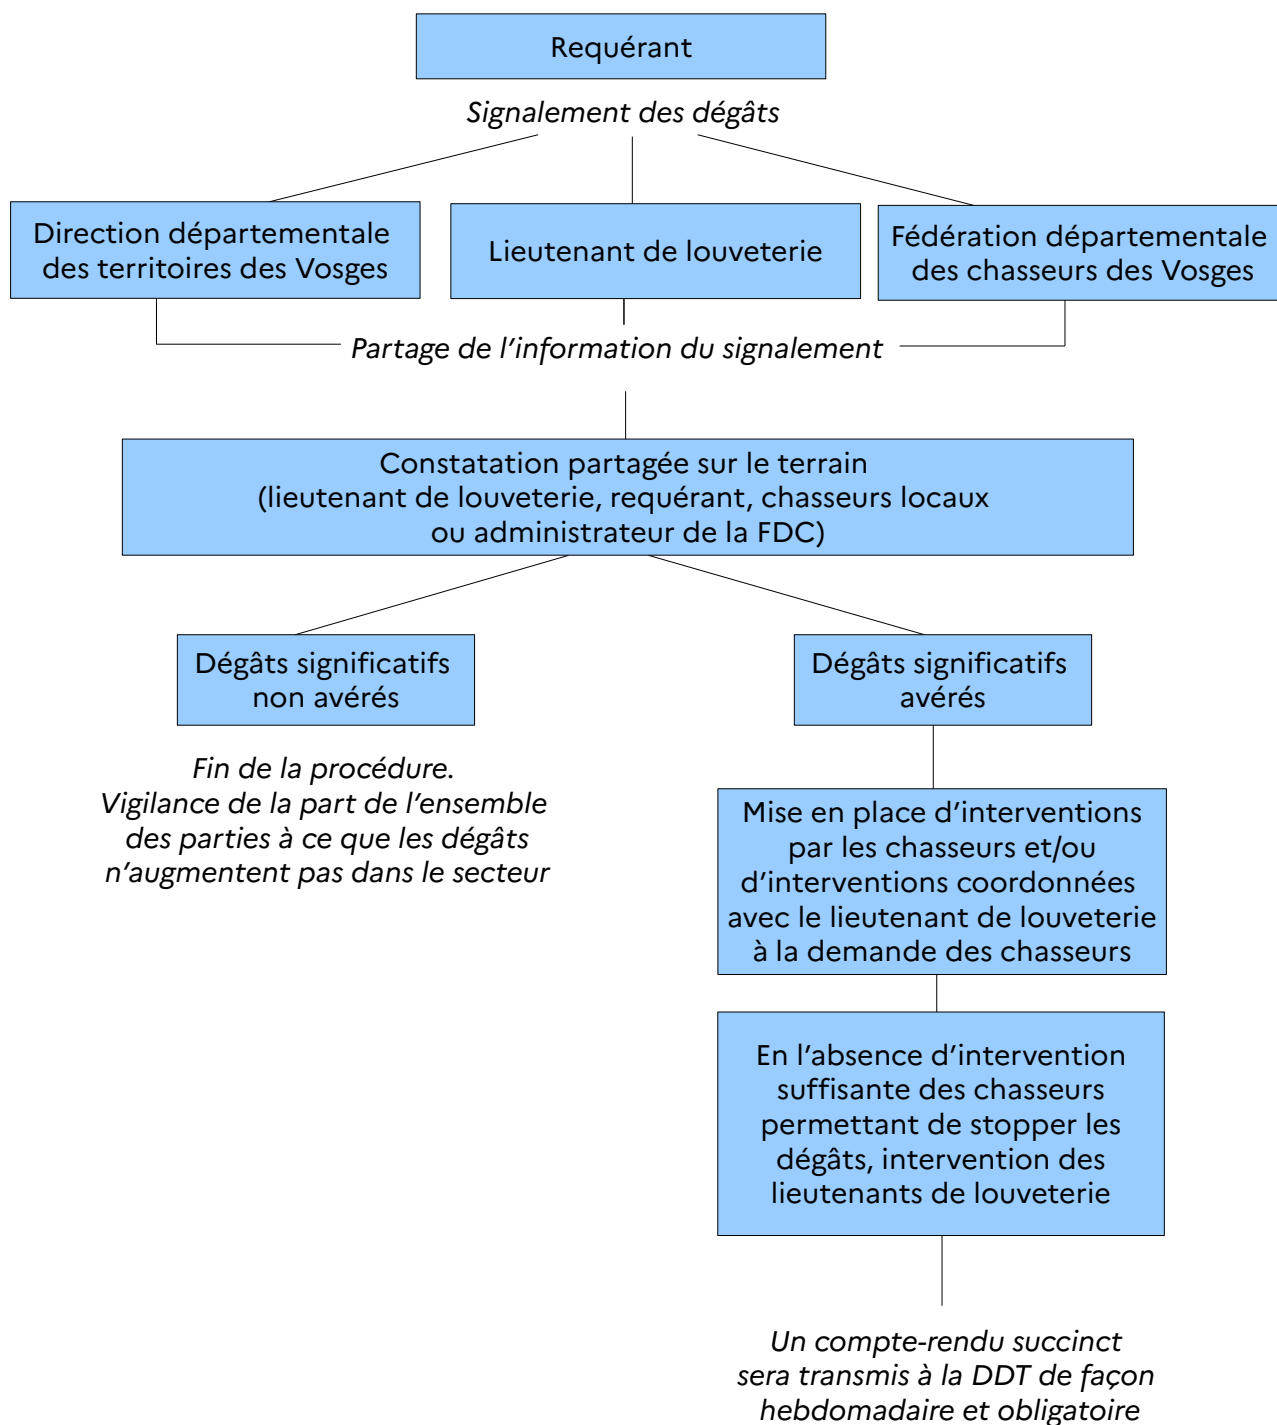 Requérant
Signalement des dégâts
Direction départementale
des territoires des Vosges
Lieutenant de louveterie
Fédération départementale
des chasseurs des Vosges
Partage de l’information du signalement
Constatation partagée sur le terrain
(lieutenant de louveterie, requérant, chasseurs locaux
ou administrateur de la FDC)
Dégâts significatifs
non avérés
Fin de la procédure.
Vigilance de la part de l’ensemble
des parties à ce que les dégâts
n’augmentent pas dans le secteur
Dégâts significatifs
avérés
Mise en place d’interventions
par les chasseurs et/ou
d’interventions coordonnées
avec le lieutenant de louveterie
à la demande des chasseurs
En l’absence d’intervention
suffisante des chasseurs
permettant de stopper les
dégâts, intervention des
lieutenants de louveterie
Un compte-rendu succinct
sera transmis à la DDT de façon
hebdomadaire et obligatoire